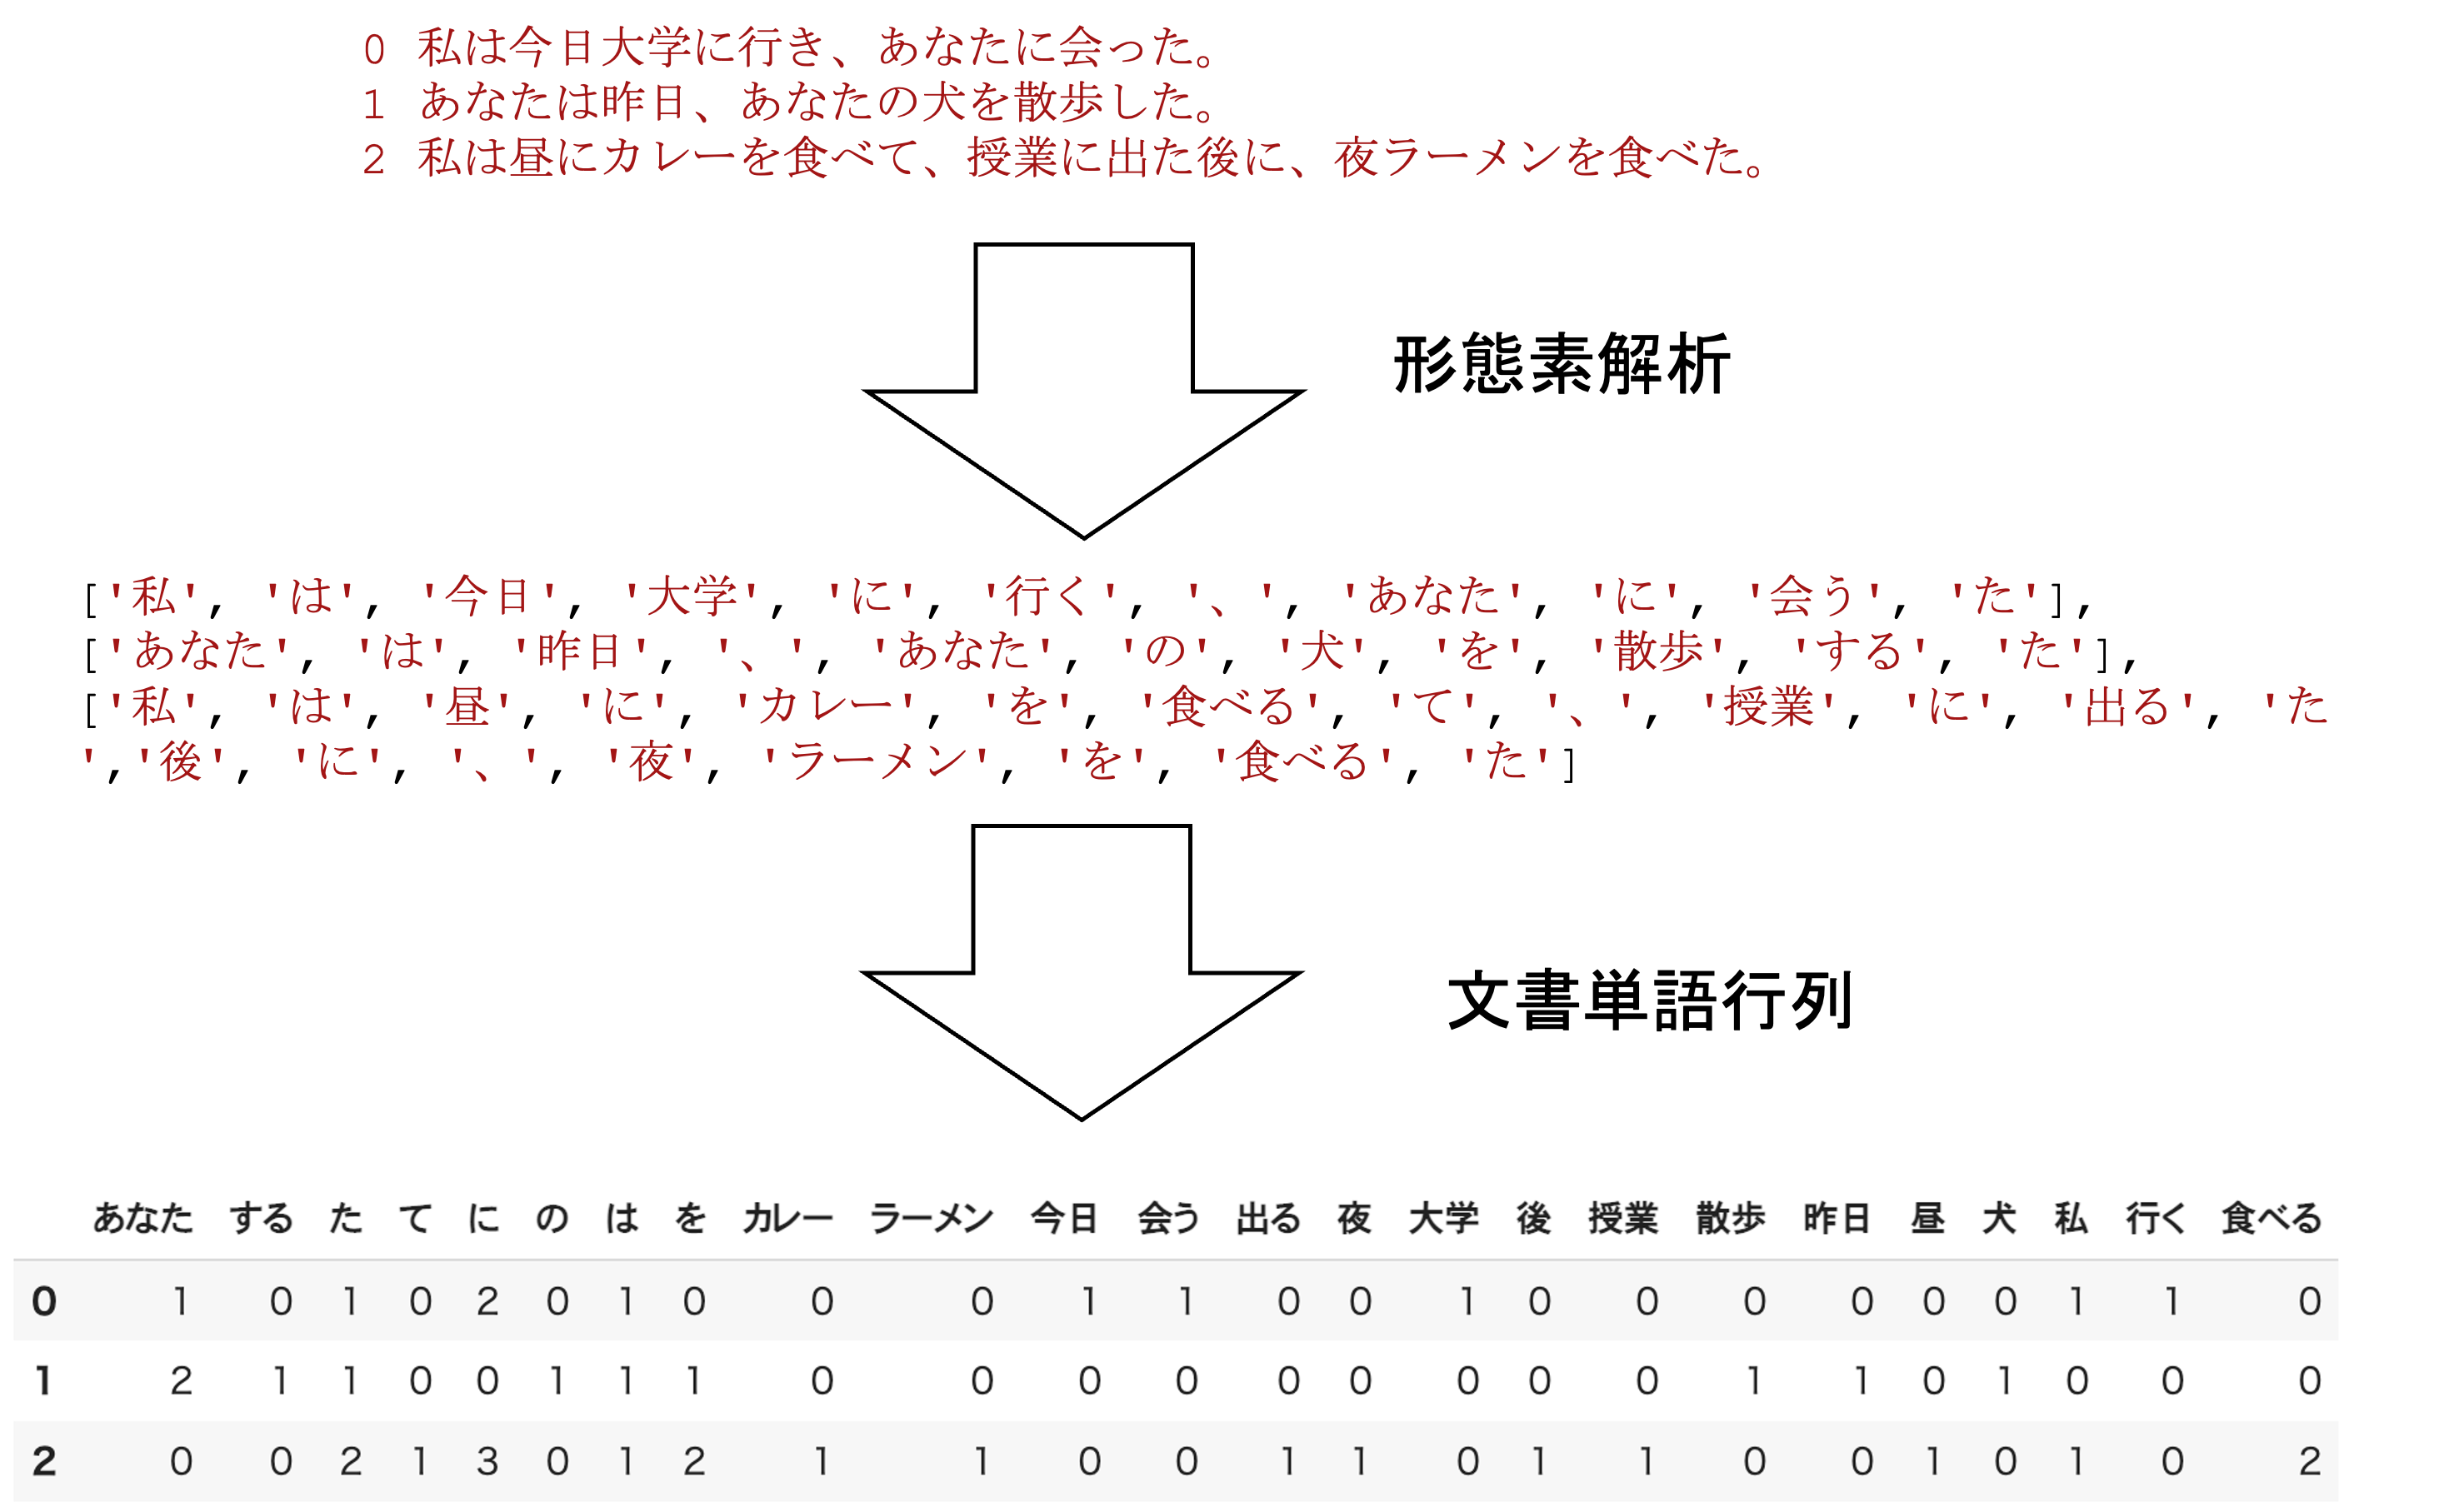 0 私は今日大学に行き、あなたに会った。
1 あなたは昨日、あなたの犬を散歩した。
2 私は昼にカレーを食べて、授業に出た後に、夜ラーメンを食べた。
形態素解析
['私', 'は', '今日', '大学', 'に', '行く', '、', 'あなた', 'に', '会う', 'た'],
['あなた', 'は', '昨日', '、', 'あなた', 'の', '犬', 'を', '散歩', 'する', 'た'],
['私', 'は', '昼', 'に', 'カレー', 'を', '食べる', 'て', '、', '授業', 'に', '出る', 'た
','後', 'に', '、', '夜', 'ラーメン', 'を', '食べる', 'た']
文書単語行列
あなた する た て に の は を カレー ラーメン 今日 会う 出る 夜 大学 後 授業 散歩 昨日 昼 犬 私 行く 食べる
0 1 0 1 0 2 0 1 0 0 0 1 1 0 0 1 0 0 0 0 0 0 1 1 0
1 2 1 1 0 0 1 1 1 0 0 0 0 0 0 0 0 0 1 1 0 1 0 0 0
2 0 0 2 1 3 0 1 2 1 1 0 0 1 1 0 1 1 0 0 1 0 1 0 2